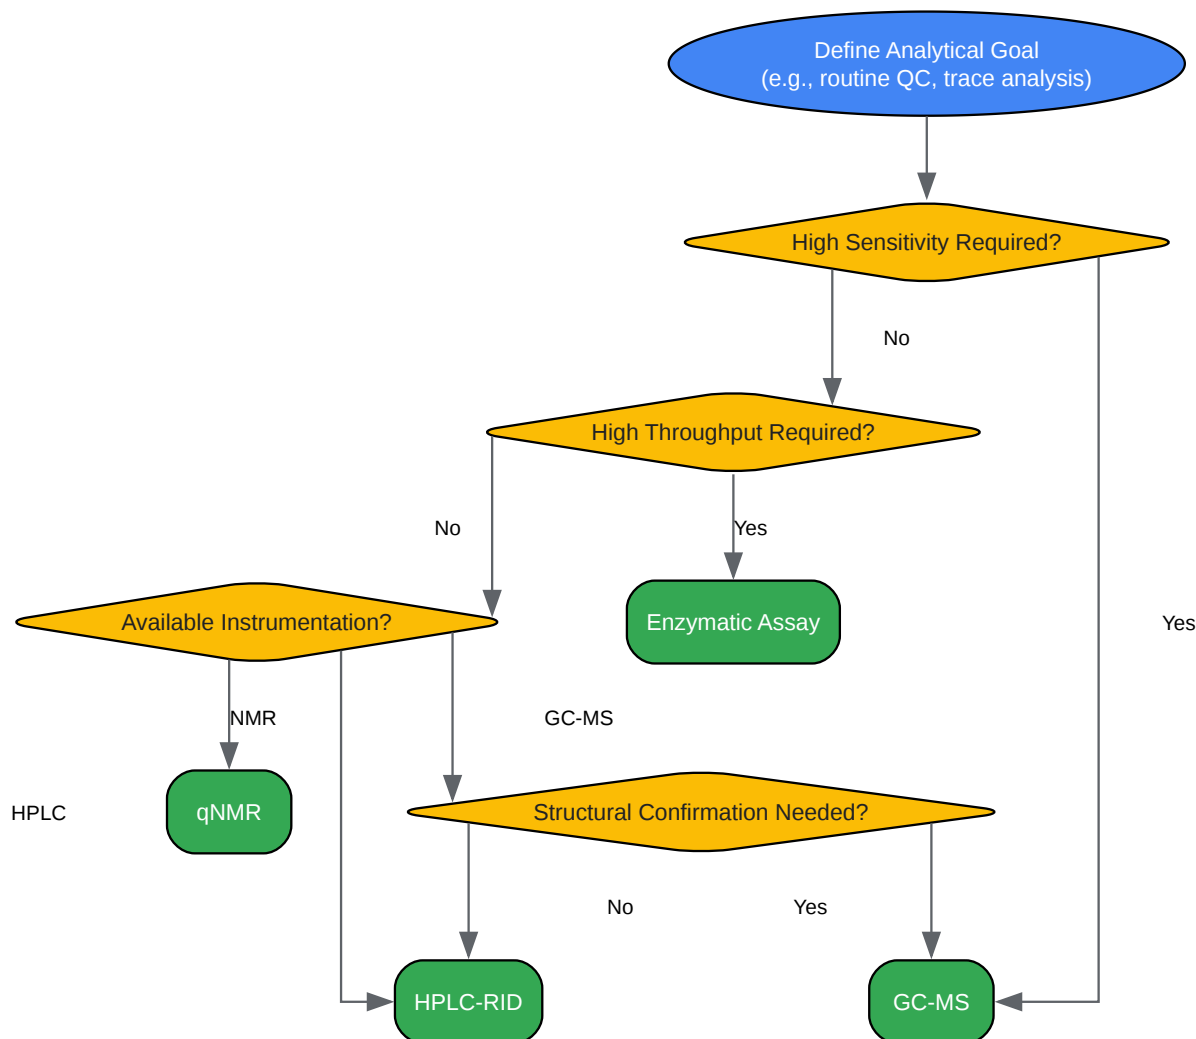 Define Analytical Goal
(e.g., routine QC, trace analysis)
High Sensitivity Required?
No
High Throughput Required?
No
Yes
Enzymatic Assay
Available Instrumentation?
Yes
NMR
GC-MS
HPLC
qNMR
Structural Confirmation Needed?
No
Yes
HPLC-RID
GC-MS